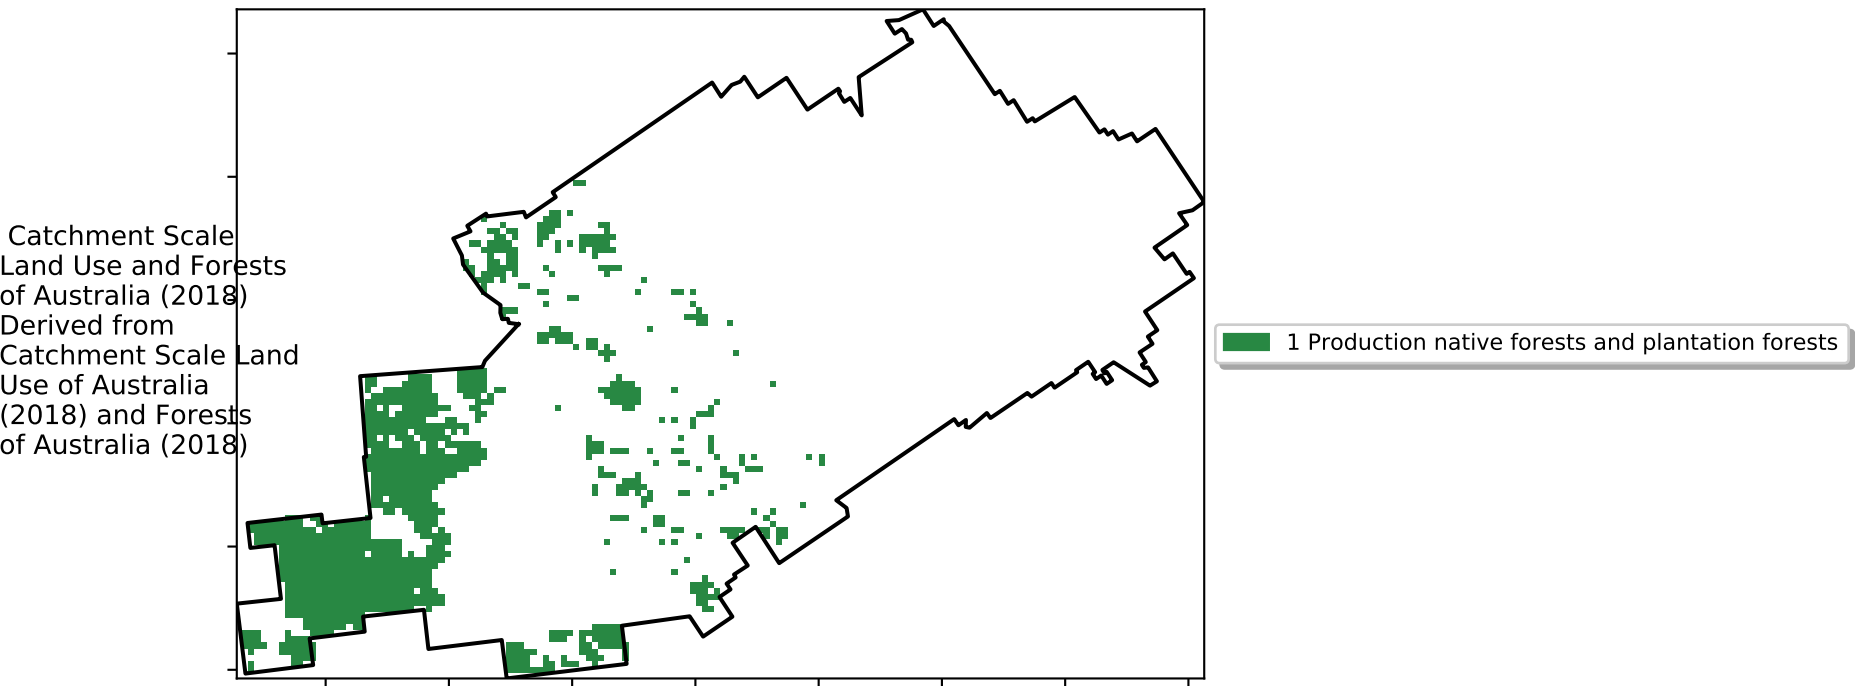 Catchment Scale
Land Use and Forests
of Australia (2018)
Derived from
Catchment Scale Land
Use of Australia
(2018) and Forests
of Australia (2018)
1 Production native forests and plantation forests